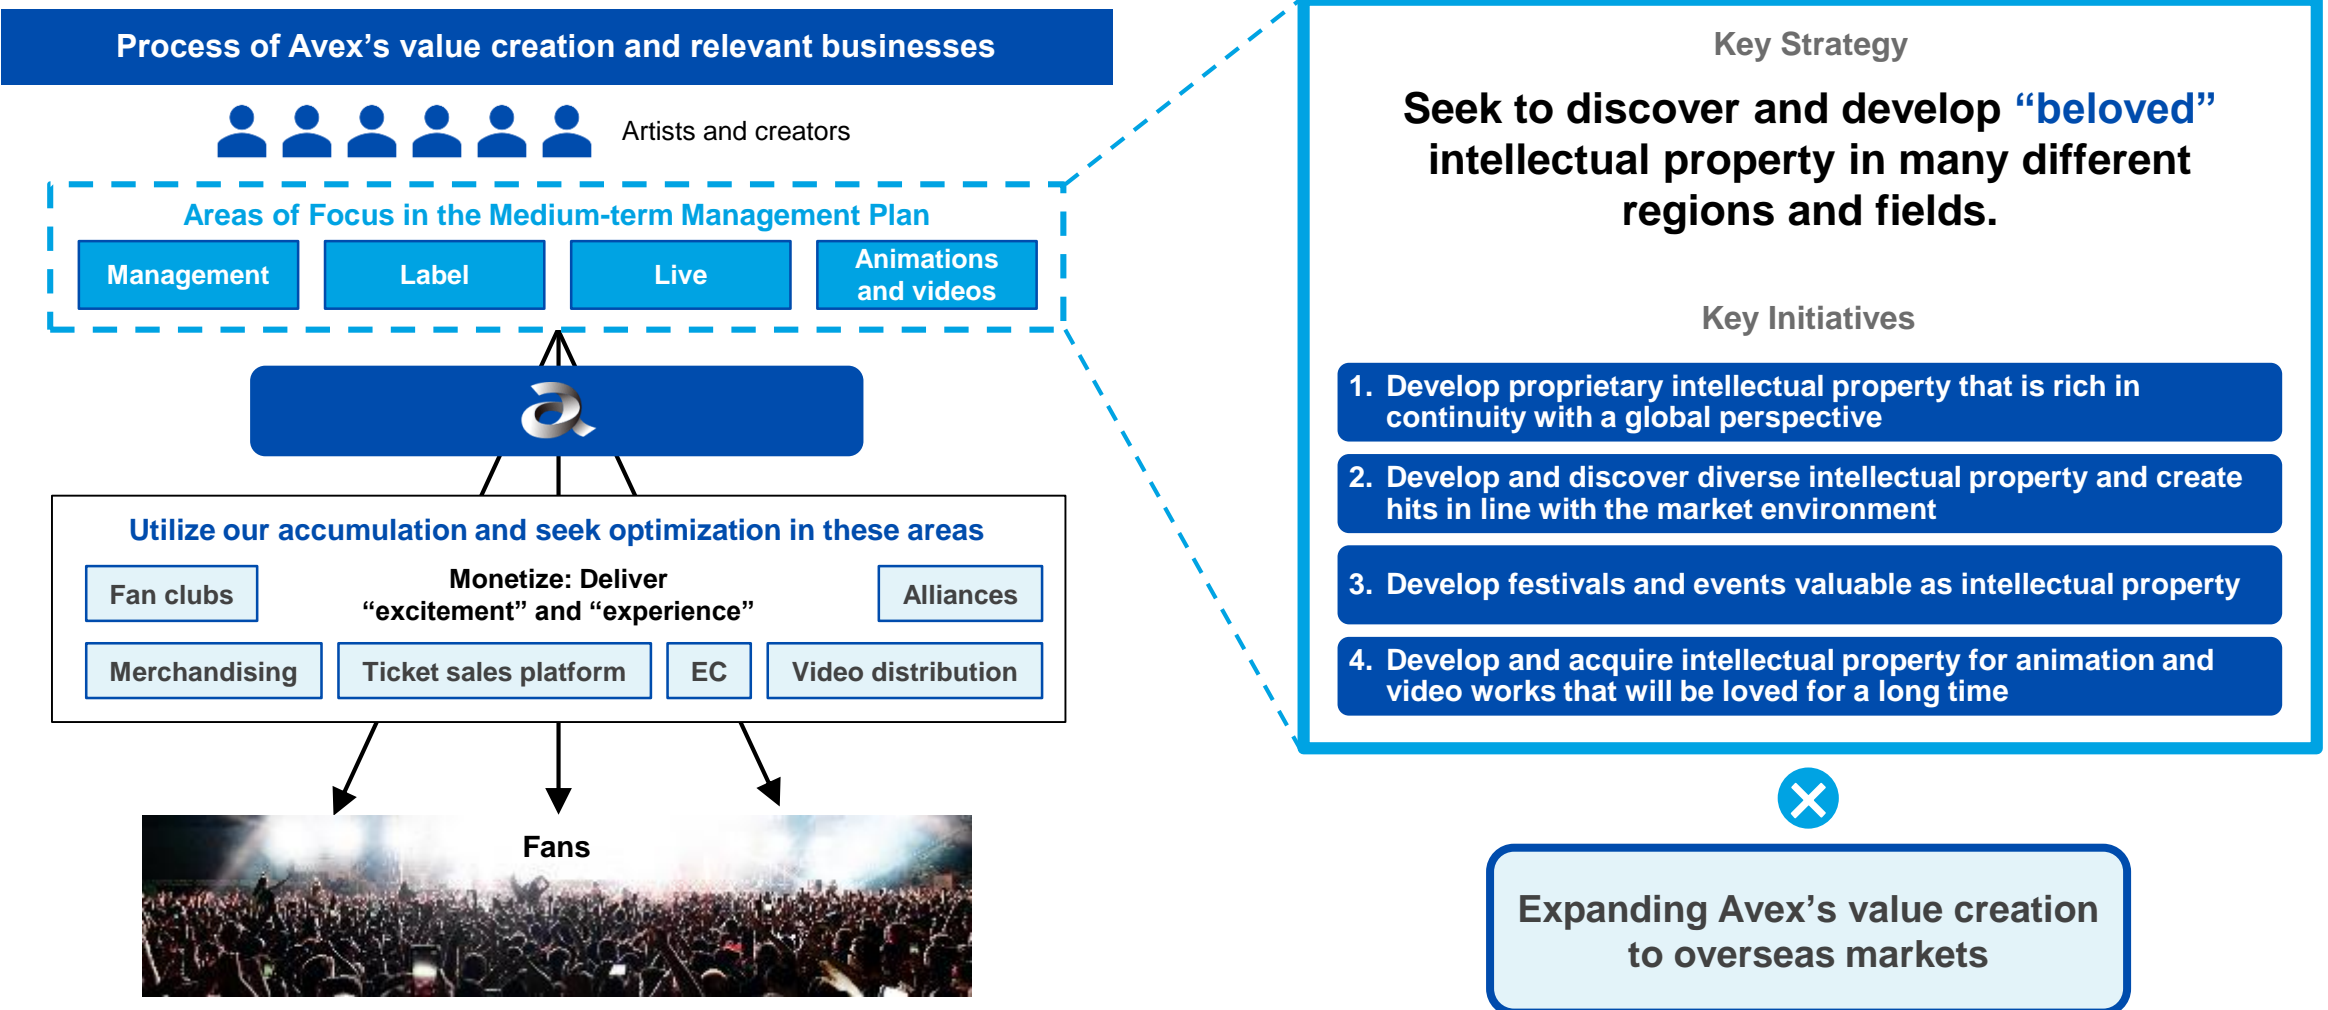 Process of Avex’s value creation and relevant businesses
Artists and creators
Areas of Focus in the Medium-term Management Plan
Management
Label
Live
Animations
and videos
Utilize our accumulation and seek optimization in these areas
Fan clubs
Monetize: Deliver
“excitement” and “experience”
Alliances
Merchandising
Ticket sales platform
EC
Video distribution
Fans
Key Strategy
Seek to discover and develop “beloved”
intellectual property in many different
regions and fields.
Key Initiatives
1. Develop proprietary intellectual property that is rich in
continuity with a global perspective
2. Develop and discover diverse intellectual property and create
hits in line with the market environment
3. Develop festivals and events valuable as intellectual property
4. Develop and acquire intellectual property for animation and
video works that will be loved for a long time
Expanding Avex’s value creation
to overseas markets